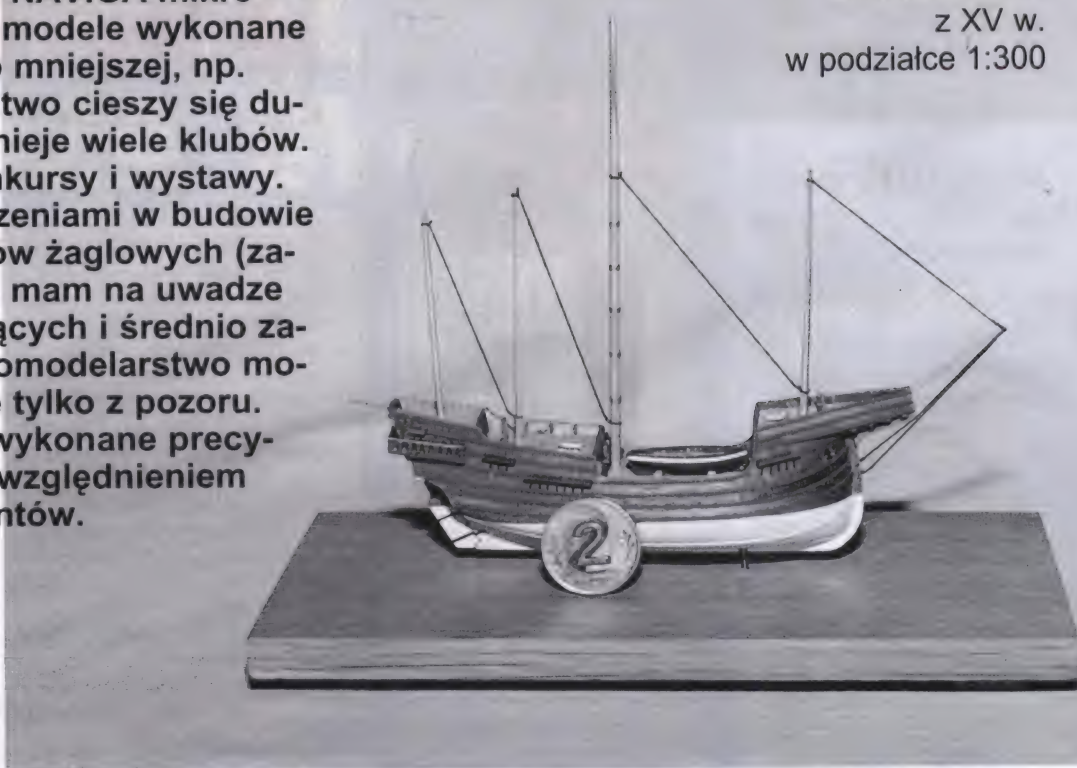 modele wykonane
mniejszej, np.
two cieszy się du-
nieje wiele klubów.
kursy i wystawy.
zeniami w budowie
ów żaglowych (za-
mam na uwadze
ących i średnio za-
omodelarstwo mo-
tylko z pozoru.
wykonane precy-
względnieniem
ntów.
z XV w.
w podziałce 1:300
2